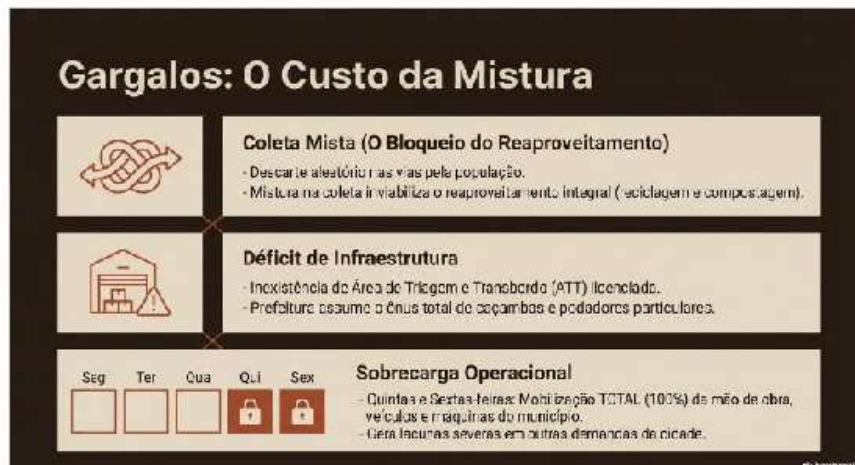 Gargalos: O Custo da Mistura
Coleta Mista (O Bloqueio do Reaproveitamento)
- Descarte aleatório nas vias pela população.
- Mistura na coleta inviabiliza o reaproveitamento integral (reciclagem e compostagem).
Déficit de Infraestrutura
- Inexistência de Área de Triagem e Transbordo (ATT) licenciada.
- Prefeitura assume o ônus total de caçambas e podadores particulares.
Seg Ter Qua Qui Sex
Sobrecarga Operacional
- Quintas e Sextas-feiras: Mobilização TOTAL (100%) da mão de obra,
veículos e máquinas do município.
- Gera lacunas severas em outras demandas da cidade.